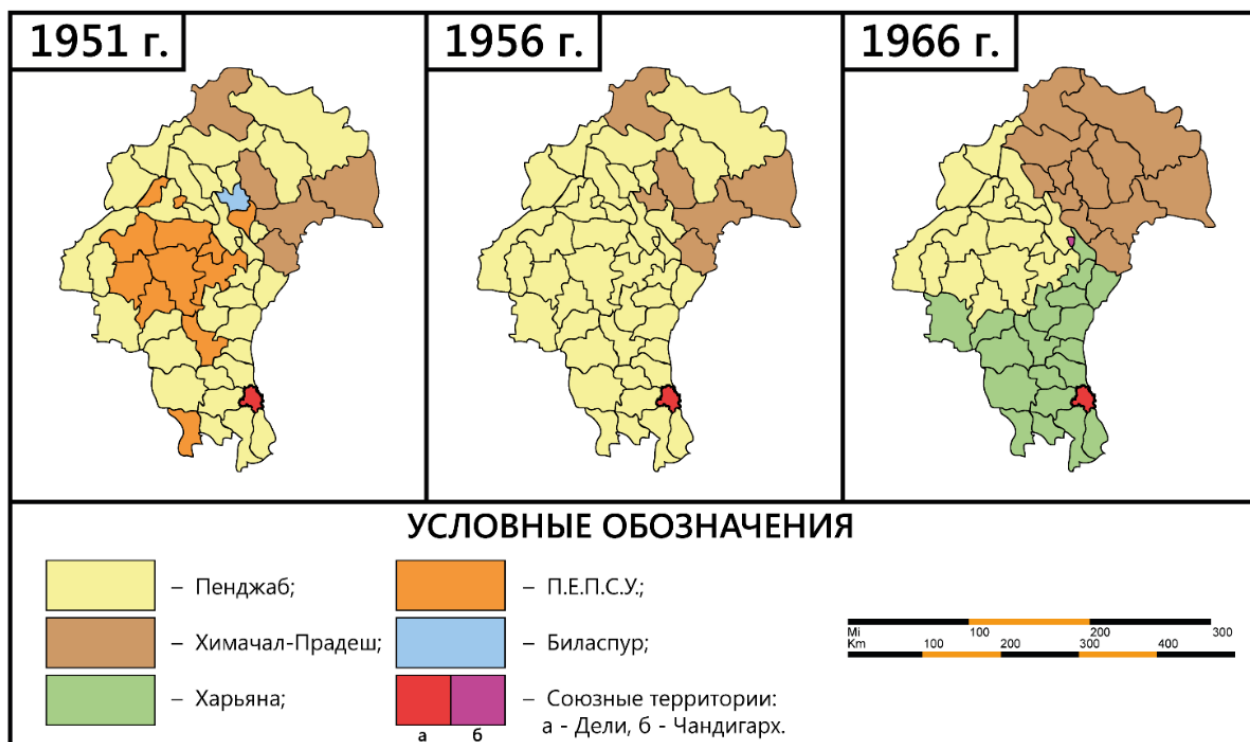 1951 г.
1956 г.
1966 г.
УСЛОВНЫЕ ОБОЗНАЧЕНИЯ
– Пенджаб;
– Химачал-Прадеш;
– Харьяна;
– П.Е.П.С.У.;
– Биласпур;
– Союзные территории:
а - Дели, б - Чандигарх.
а б
Mi 100 200 300
Km 100 200 300 400